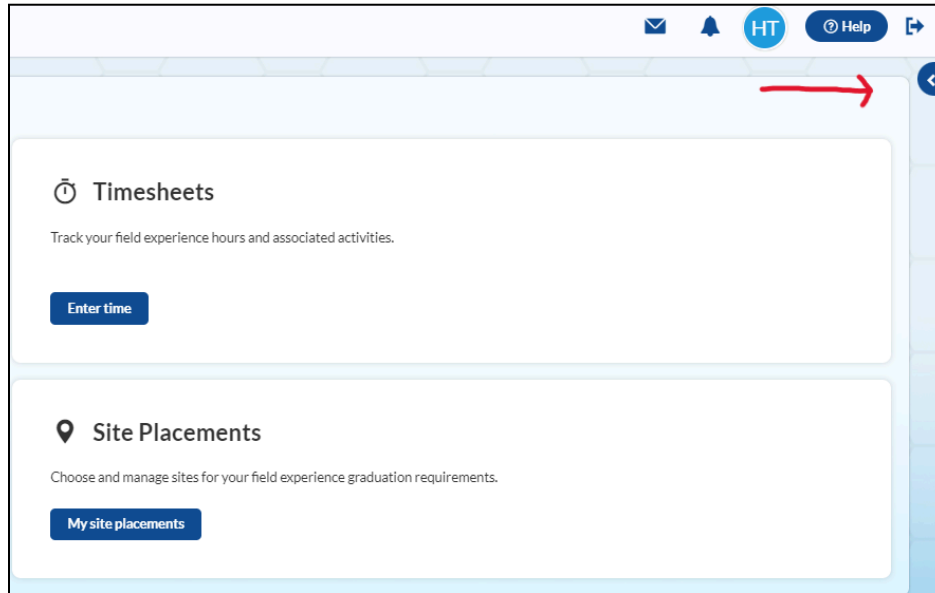 HT
Help
Timesheets
Track your field experience hours and associated activities.
Enter time
Site Placements
Choose and manage sites for your field experience graduation requirements.
My site placements